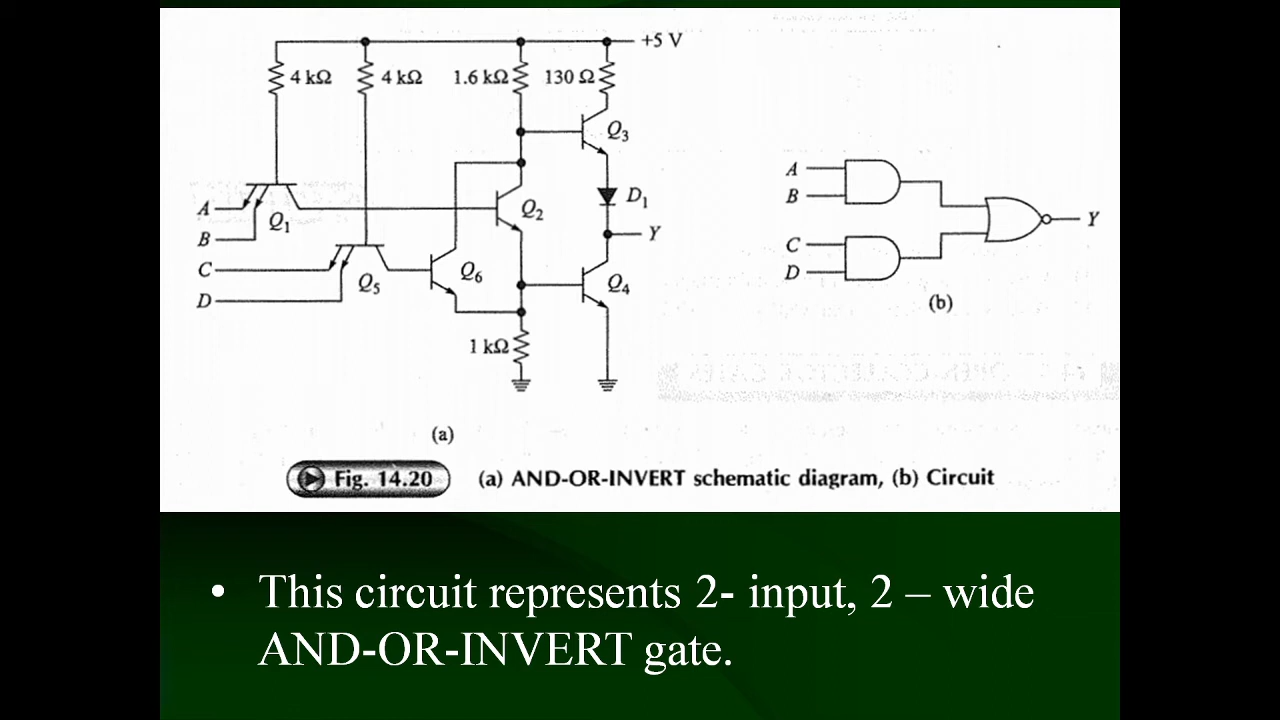 +5 V
4 kΩ 4 kΩ 1.6 kΩ 130 Ω
Q3
A
B
C
D
Q1
Q2
D1
Y
Q5
Q6
Q4
1 kΩ
(a)
A
B
C
D
Y
(b)
Fig. 14.20 (a) AND-OR-INVERT schematic diagram, (b) Circuit
• This circuit represents 2- input, 2 – wide
AND-OR-INVERT gate.